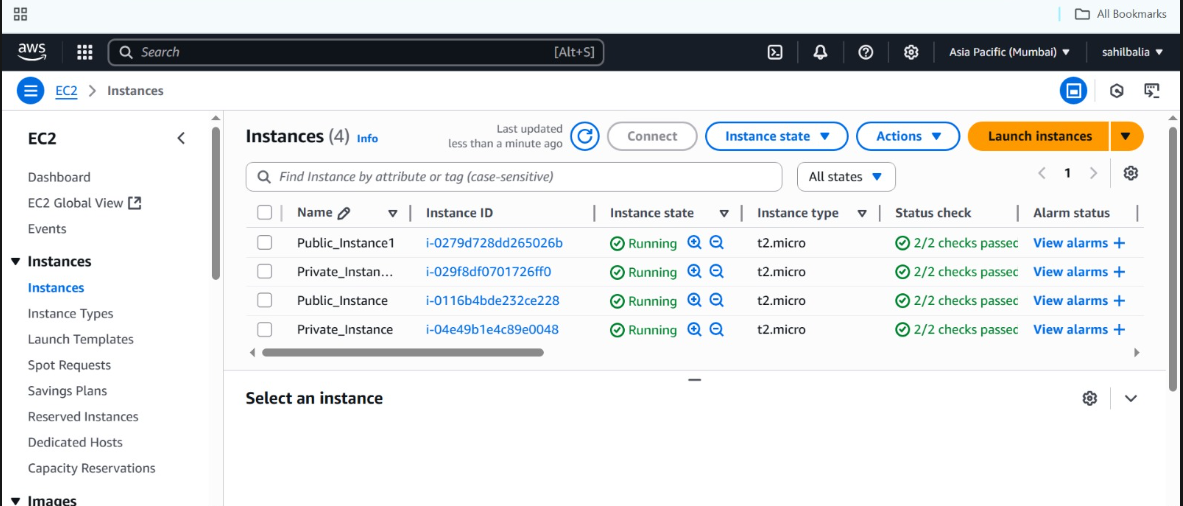 All Bookmarks
aws
Search [Alt+S]
Asia Pacific (Mumbai) ▼
sahilbalia ▼
EC2 > Instances
EC2
Dashboard
EC2 Global View
Events
▼ Instances
Instances
Instance Types
Launch Templates
Spot Requests
Savings Plans
Reserved Instances
Dedicated Hosts
Capacity Reservations
▼ Images
Instances (4) Info
Last updated
less than a minute ago
Connect
Instance state ▼
Actions ▼
Launch instances ▼
Find Instance by attribute or tag (case-sensitive)
All states ▼
< 1 >
Name Instance ID Instance state Instance type Status check Alarm status
Public_Instance1 i-0279d728dd265026b Running t2.micro 2/2 checks passec View alarms +
Private_Instan... i-029f8df0701726ff0 Running t2.micro 2/2 checks passec View alarms +
Public_Instance i-0116b4bde232ce228 Running t2.micro 2/2 checks passec View alarms +
Private_Instance i-04e49b1e4c89e0048 Running t2.micro 2/2 checks passec View alarms +
Select an instance